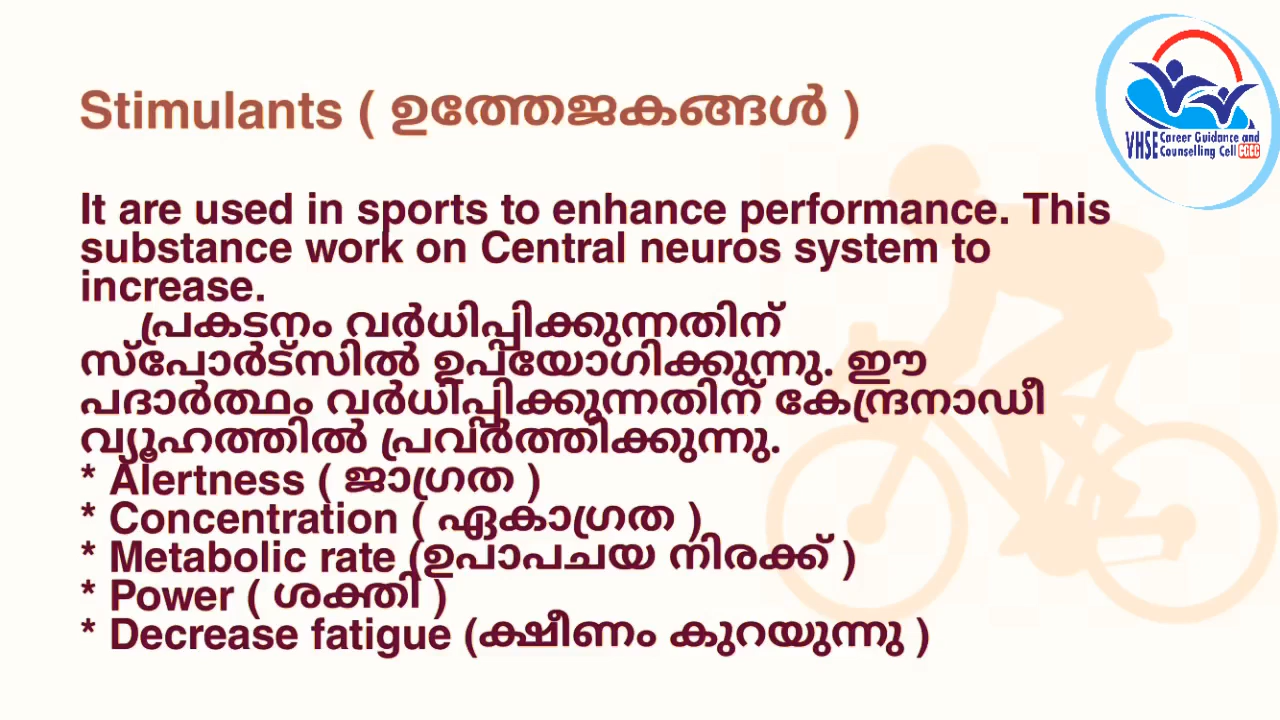 Stimulants ( ഉത്തേജകങ്ങൾ )
It are used in sports to enhance performance. This
substance work on Central neuros system to
increase.
പ്രകടനം വർധിപ്പിക്കുന്നതിന്
സ്പോർട്സിൽ ഉപയോഗിക്കുന്നു. ഈ
പദാർത്ഥം വർധിപ്പിക്കുന്നതിന് കേന്ദ്രനാഡീ
വ്യൂഹത്തിൽ പ്രവർത്തിക്കുന്നു.
* Alertness ( ജാഗ്രത )
* Concentration ( ഏകാഗ്രത )
* Metabolic rate (ഉപാപചയ നിരക്ക് )
* Power ( ശക്തി )
* Decrease fatigue (ക്ഷീണം കുറയുന്നു )
VHSE Career Guidance and
Counselling Cell CGCC